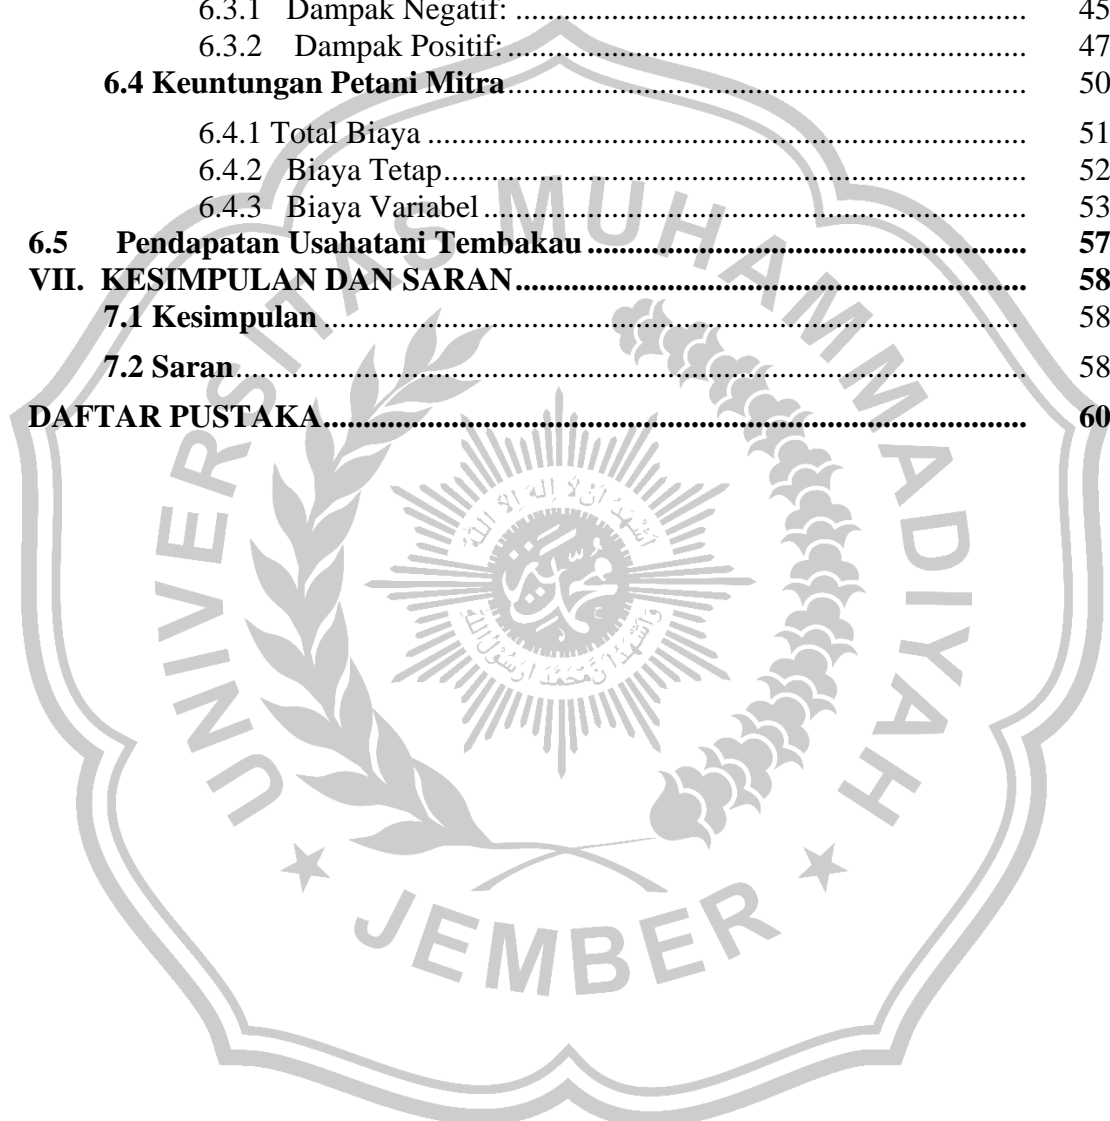 6.3.1 Dampak Negatif: ................................................................ 45
6.3.2 Dampak Positif: ................................................................. 47
6.4 Keuntungan Petani Mitra ................................................................. 50
6.4.1 Total Biaya ........................................................................... 51
6.4.2 Biaya Tetap ......................................................................... 52
6.4.3 Biaya Variabel .................................................................... 53
6.5 Pendapatan Usahatani Tembakau ....................................................... 57
VII. KESIMPULAN DAN SARAN ................................................................ 58
7.1 Kesimpulan ....................................................................................... 58
7.2 Saran ................................................................................................... 58
DAFTAR PUSTAKA ........................................................................................ 60
UNIVERSITAS MUHAMMADIYAH
JEMBER